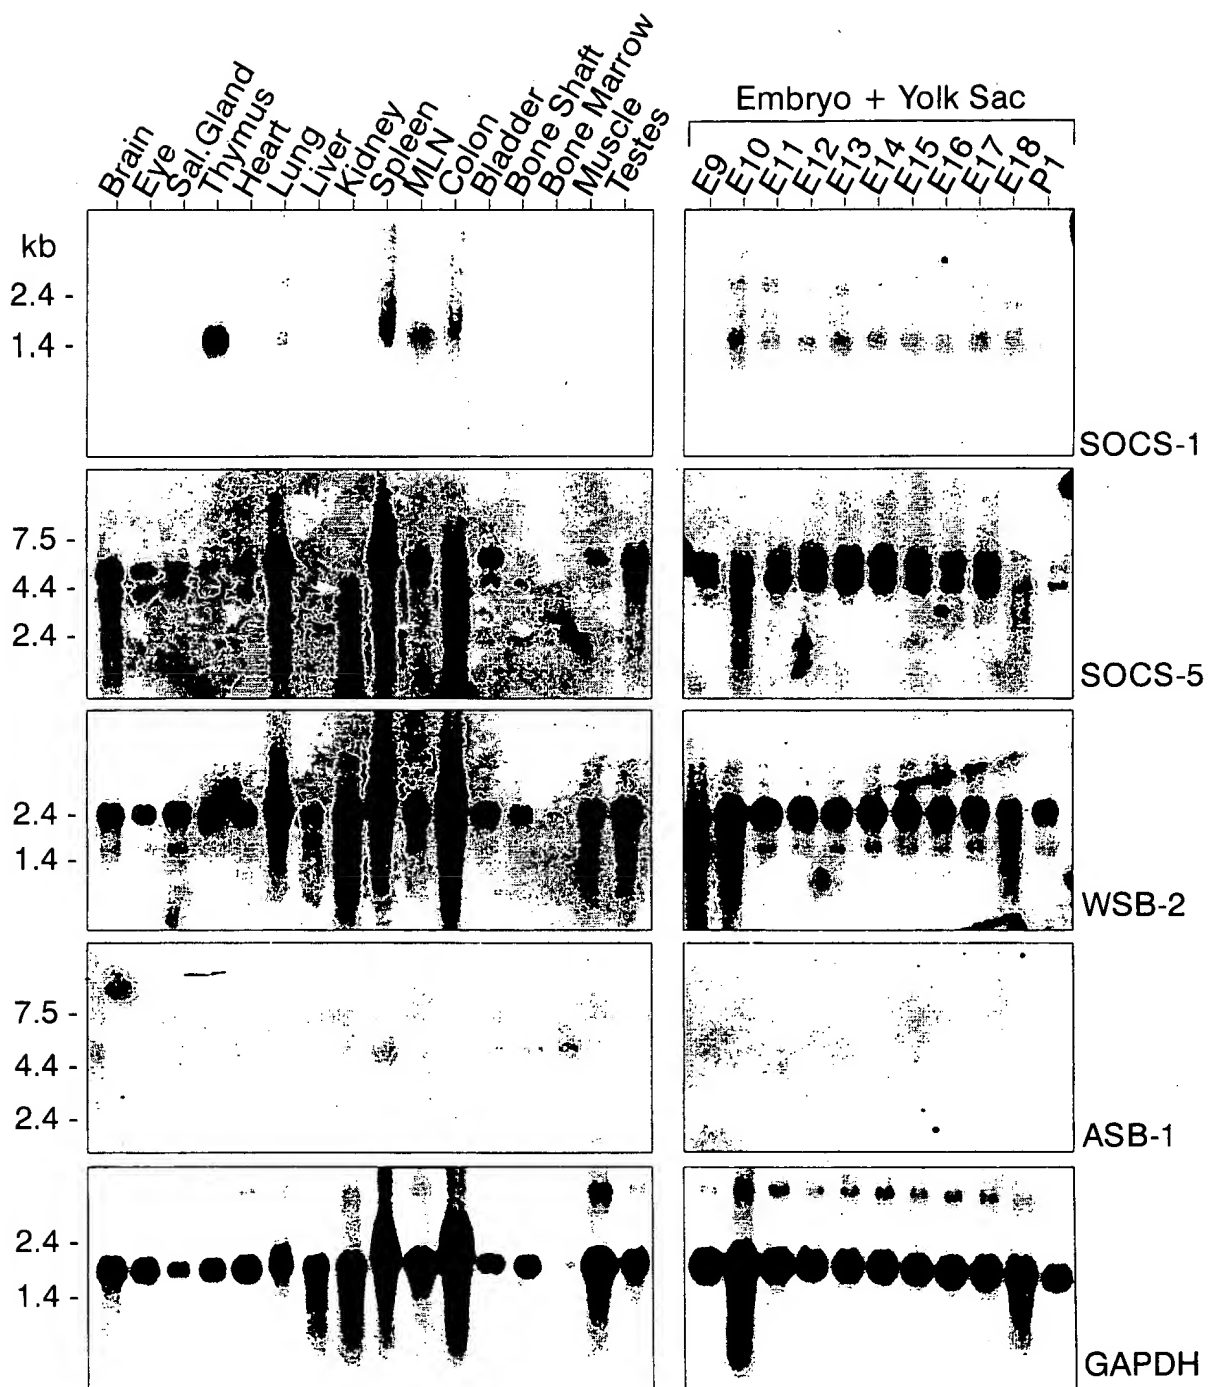 Brain
Eye
Sal.Gland
Thymus
Heart
Lung
Liver
Kidney
Spleen
MLN
Colon
Bladder
Bone Shaft
Bone Marrow
Muscle
Testes
Embryo + Yolk Sac
E9
E10
E11
E12
E13
E14
E15
E16
E17
E18
P1
kb
2.4 -
1.4 -
SOCS-1
7.5 -
4.4 -
2.4 -
SOCS-5
2.4 -
1.4 -
WSB-2
7.5 -
4.4 -
2.4 -
ASB-1
2.4 -
1.4 -
GAPDH